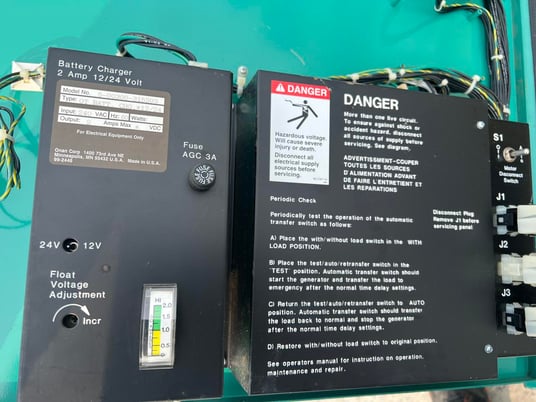 Battery Charger
2 Amp 12/24 Volt
Model No.
Type:
Input: 240 VAC Hz: 60 Watts:
Output: Amps Max VDC
For Electrical Equipment Only
Onan Corp. 1400 73rd Ave NE
Minneapolis, MN 55432 U.S.A. Made in U.S.A.
99-2446
Fuse
AGC 3A
24V 12V
Float
Voltage
Adjustment
Incr
HI
2.0
1.5
1.0
.5
0
DANGER
Hazardous voltage.
Will cause severe
injury or death.
Disconnect all
electrical supply
sources before
servicing.
DANGER
More than one live circuit.
To ensure against shock or
accident hazard, disconnect
all sources of supply before
servicing. See diagram.
ADVERTISSEMENT-COUPER
TOUTES LES SOURCES
D'ALIMENTATION ADVANT
DE FAIRE L'ENTRETIENT ET
LES REPARATIONS
Periodic Check
Periodically test the operation of the automatic
transfer switch as follows:
A) Place the with/without load switch in the WITH
LOAD POSITION.
B) Place the test/auto/retransfer switch in the
'TEST' POSITION. Automatic transfer switch should
start the generator and transfer the load to
emergency after the normal time delay settings.
C) Return the test/auto/retransfer switch to AUTO
position. Automatic transfer switch should transfer
the load back to normal and stop the generator
after the normal time delay settings.
D) Restore with/without load switch to original position.
See operators manual for instruction on operation,
maintenance and repair.
Disconnect Plug
Remove J1 before
servicing panel
S1
Motor
Disconnect
Switch
J1
J2
J3